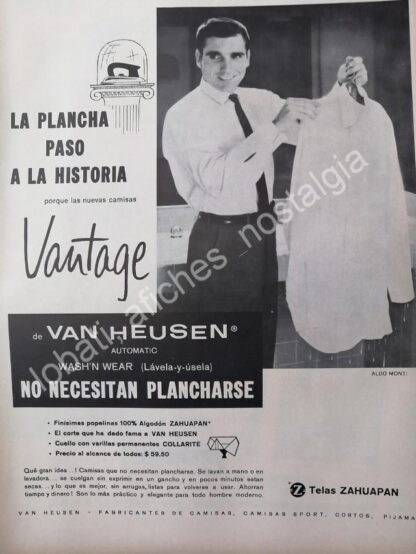 LA PLANCHA
PASO
A LA HISTORIA
porque las nuevas camisas
Vantage
de VAN HEUSEN®
AUTOMATIC
WASH'N WEAR (Lávela-y-úsela)
NO NECESITAN PLANCHARSE
ALDO MONTI
• Finísimas popelinas 100% Algodón ZAHUAPAN*
• El corte que ha dado fama a VAN HEUSEN
• Cuello con varillas permanentes COLLARITE
• Precio al alcance de todos: $ 59.50
Qué gran idea..! Camisas que no necesitan plancharse. Se lavan a mano o en
lavadora... se cuelgan sin exprimir en un gancho y en pocos minutos estan
secas...y lo que es mejor, sin arrugas, listas para volverse a usar. Ahorran
tiempo y dinero! Son lo más práctico y elegante para todo hombre moderno.
Z Telas ZAHUAPAN
VAN HEUSEN - FABRICANTES DE CAMISAS, CAMISAS SPORT, CORTOS, PIJAMA
lohati, afiches nostalgia